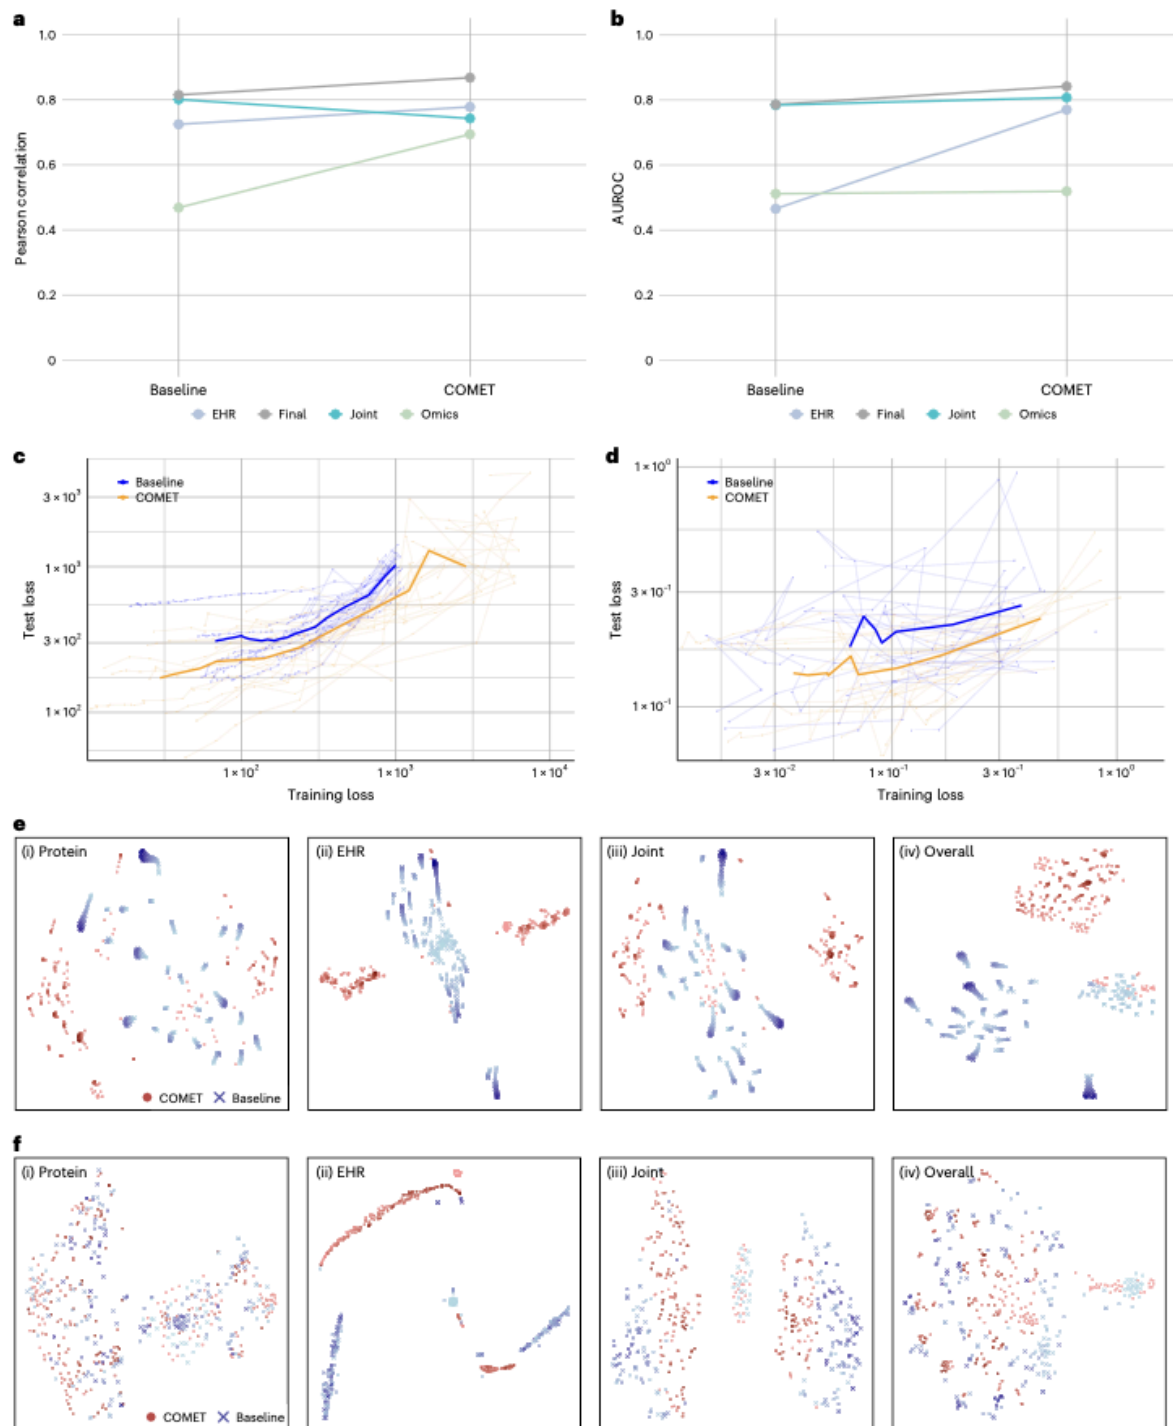 a
b
1.0
0.8
0.6
0.4
0.2
0
Pearson correlation
Baseline
COMET
EHR Final Joint Omics
1.0
0.8
0.6
0.4
0.2
0
AUROC
Baseline
COMET
EHR Final Joint Omics
c
Baseline
COMET
3 × 10³
1 × 10³
3 × 10²
1 × 10²
Test loss
1 × 10² 1 × 10³ 1 × 10⁴
Training loss
d
Baseline
COMET
1 × 10⁰
3 × 10⁻¹
1 × 10⁻¹
Test loss
3 × 10⁻² 1 × 10⁻¹ 3 × 10⁻¹ 1 × 10⁰
Training loss
e
(i) Protein
COMET Baseline
(ii) EHR
(iii) Joint
(iv) Overall
f
(i) Protein
COMET Baseline
(ii) EHR
(iii) Joint
(iv) Overall